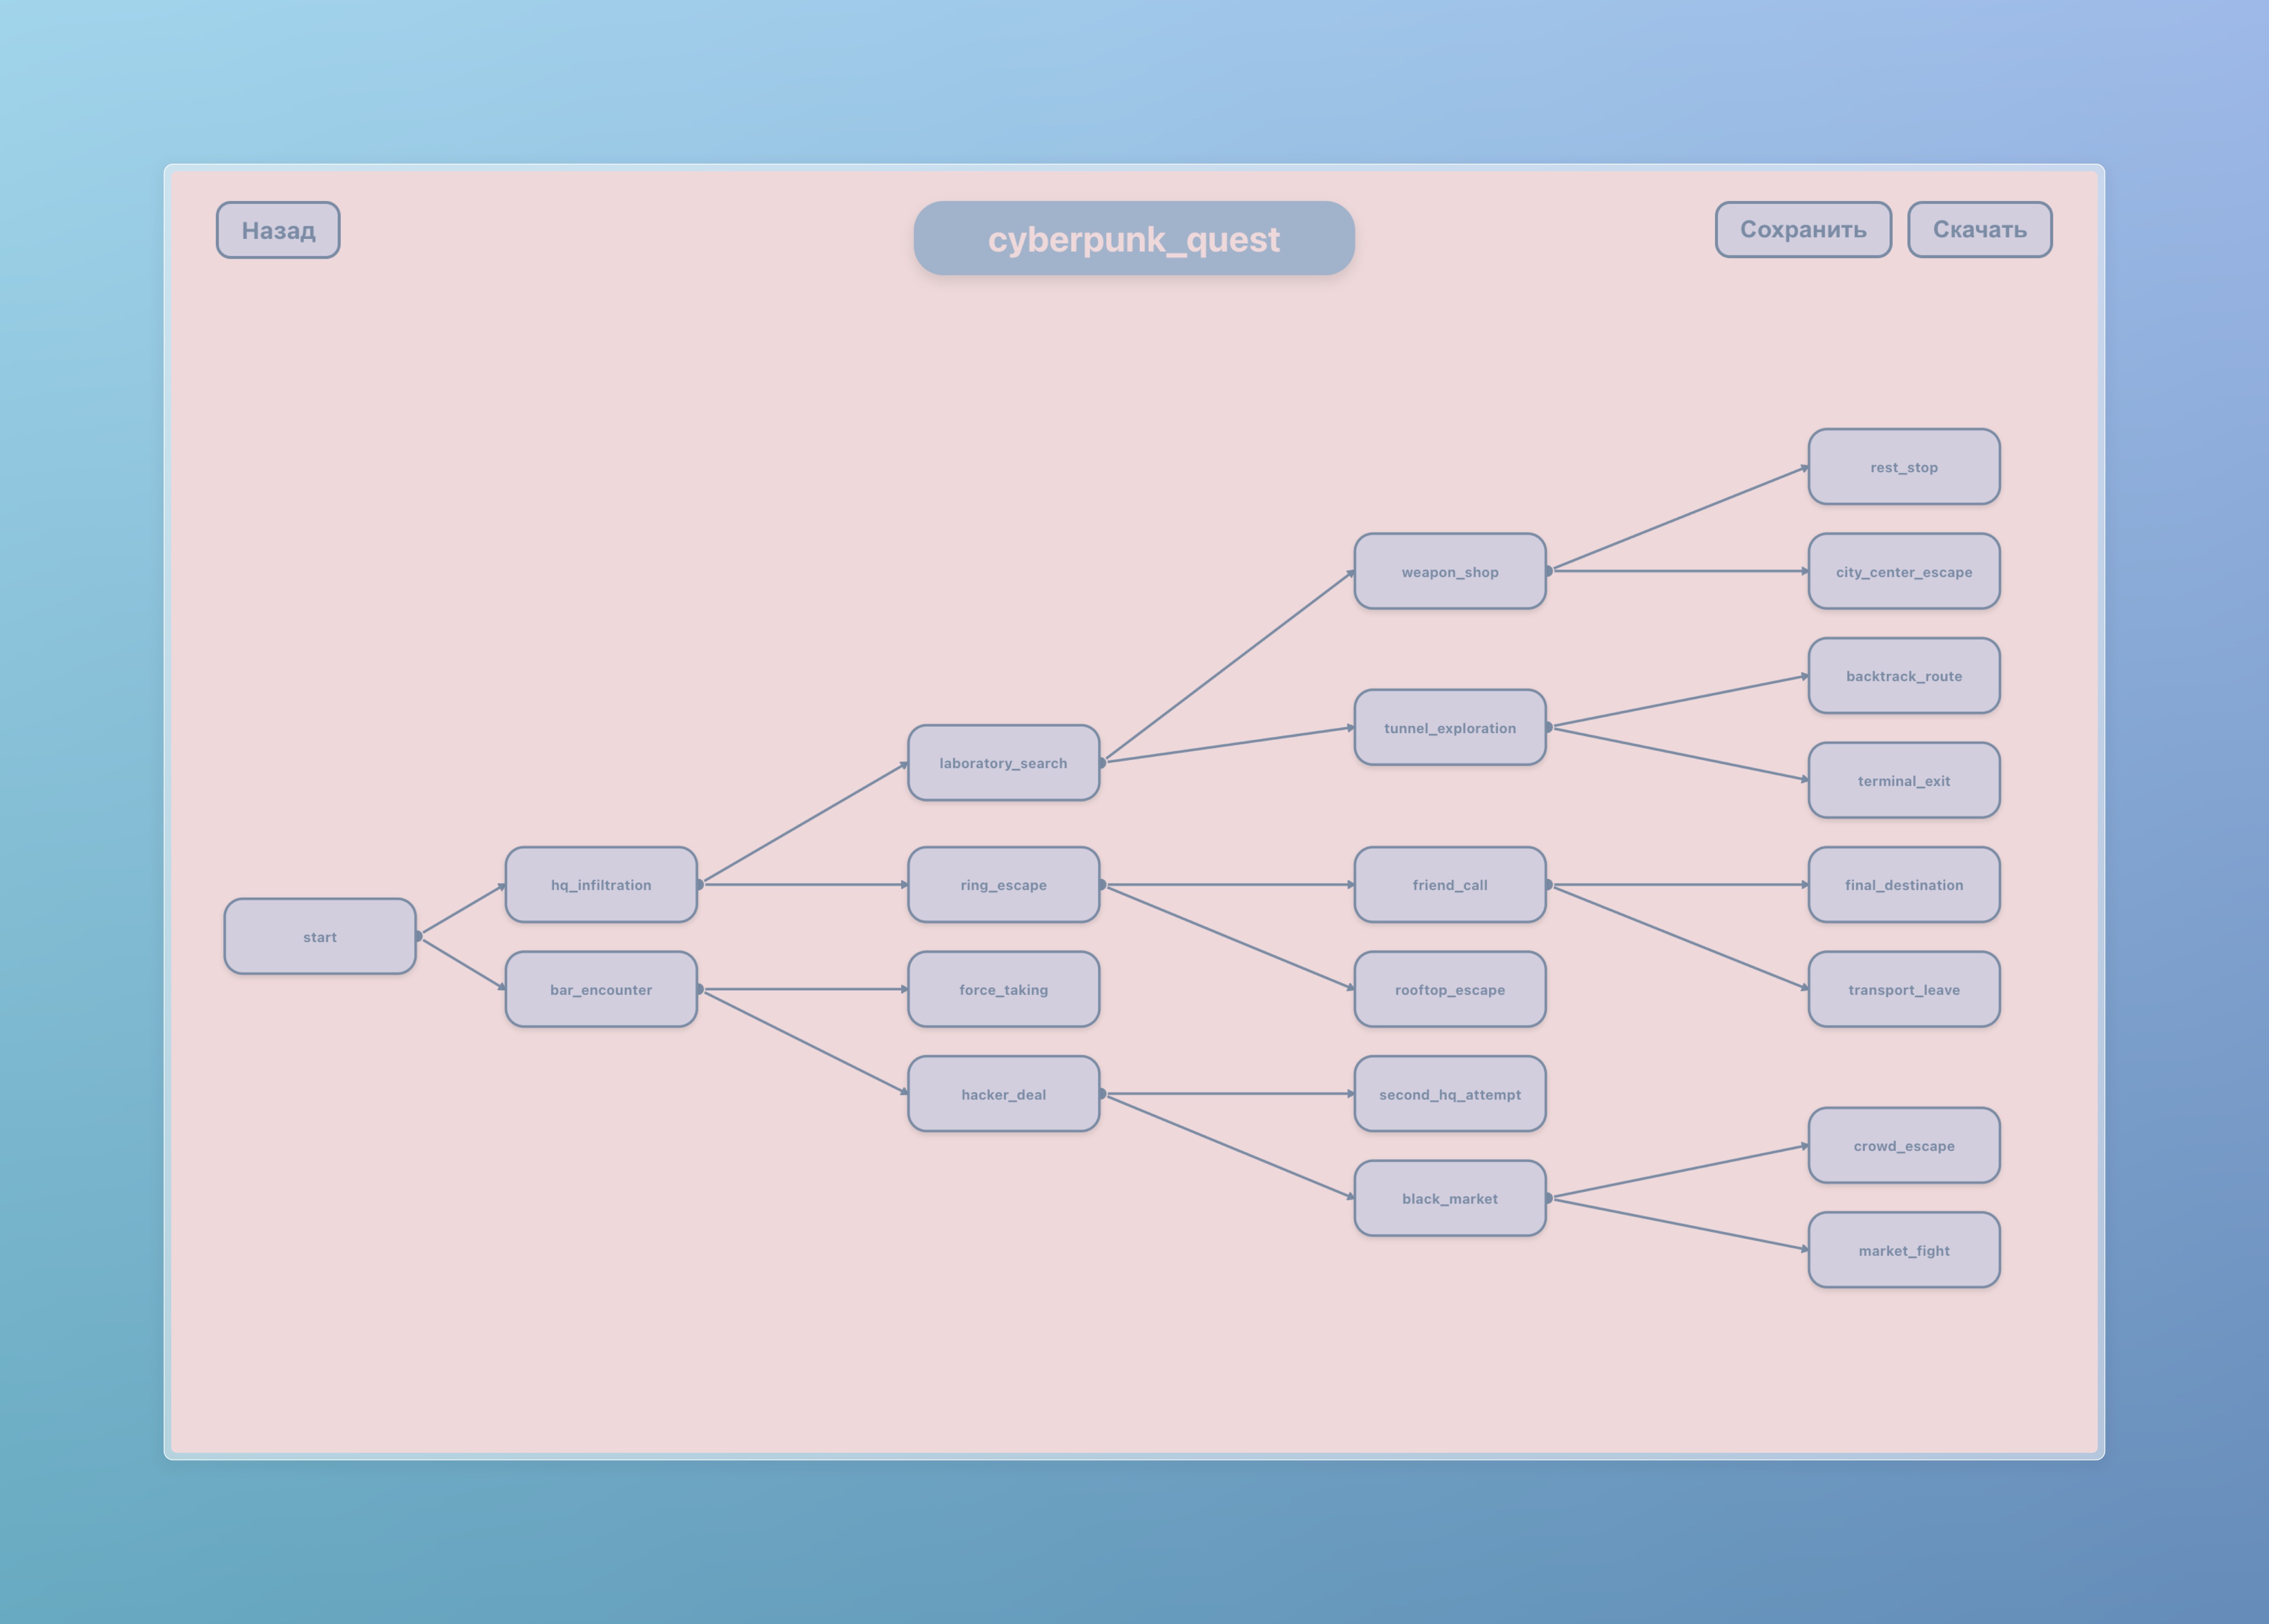 Назад
cyberpunk_quest
Сохранить
Скачать
rest_stop
weapon_shop
city_center_escape
backtrack_route
tunnel_exploration
laboratory_search
terminal_exit
hq_infiltration
ring_escape
friend_call
final_destination
start
bar_encounter
force_taking
rooftop_escape
transport_leave
hacker_deal
second_hq_attempt
crowd_escape
black_market
market_fight